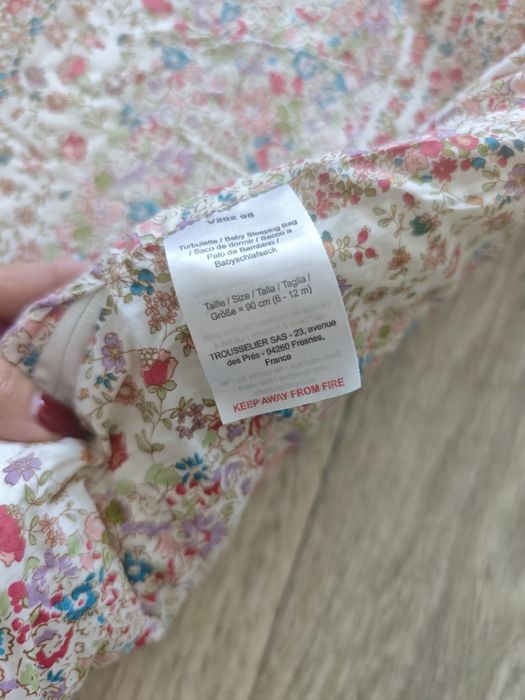 V202 98
Turbulette / Baby Sleeping Bag
/ Saco de dormir / Sacco a
Pelo da Bambino /
Babyschlafsack
Taille / Size / Talla / Taglia /
Größe = 90 cm (6 - 12 m)
TROUSSELIER SAS - 23, avenue
des Prés - 94260 Fresnes,
France
KEEP AWAY FROM FIRE